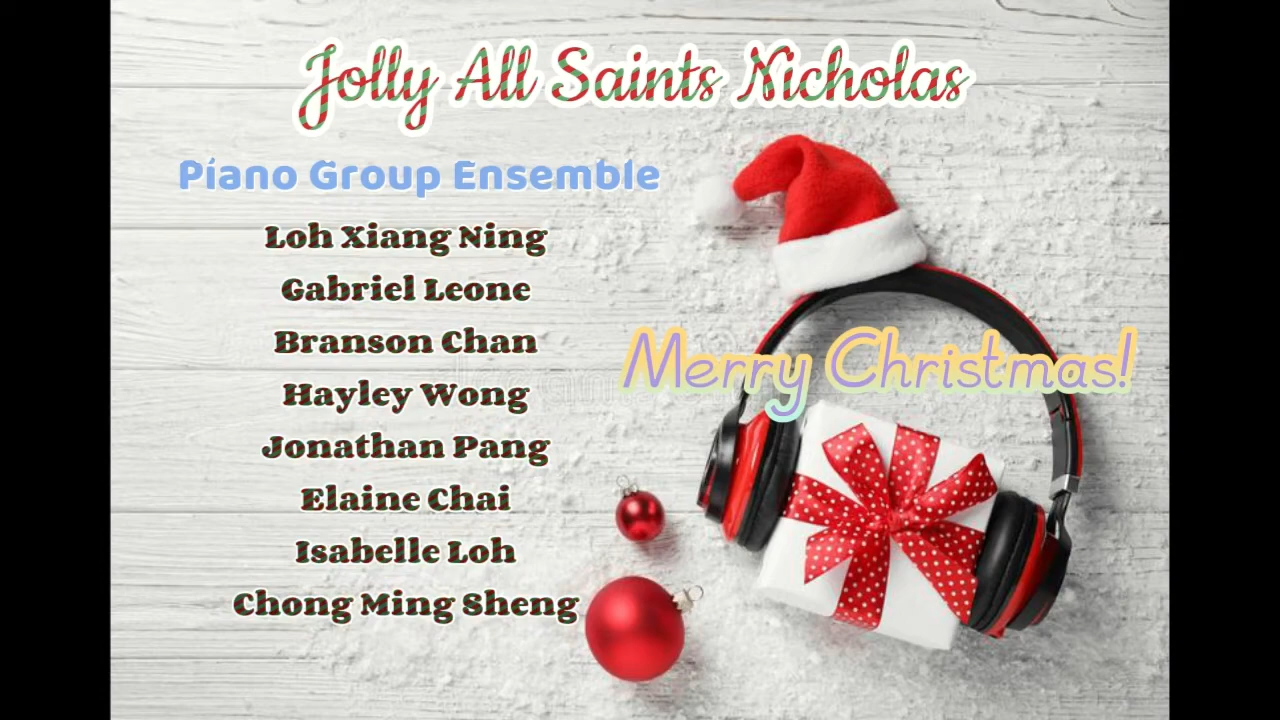 Jolly All Saints Nicholas
Piano Group Ensemble
Loh Xiang Ning
Gabriel Leone
Branson Chan
Hayley Wong
Jonathan Pang
Elaine Chai
Isabelle Loh
Chong Ming Sheng
Merry Christmas!